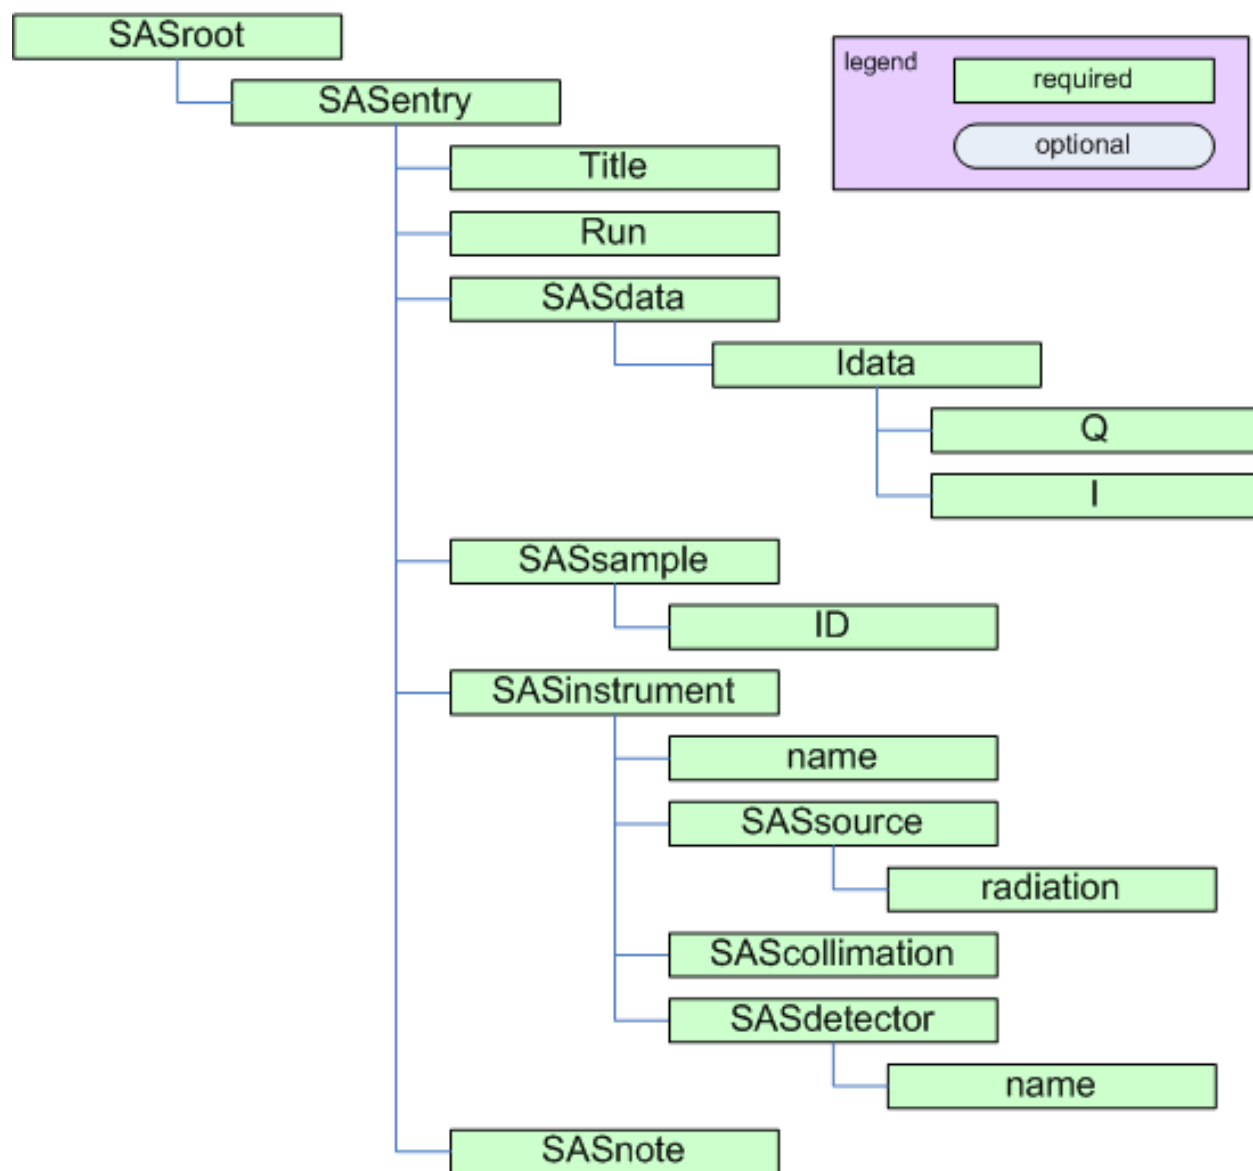 SASroot
legend
required
optional
SASentry
Title
Run
SASdata
Idata
Q
I
SASsample
ID
SASinstrument
name
SASsource
radiation
SAScollimation
SASdetector
name
SASnote